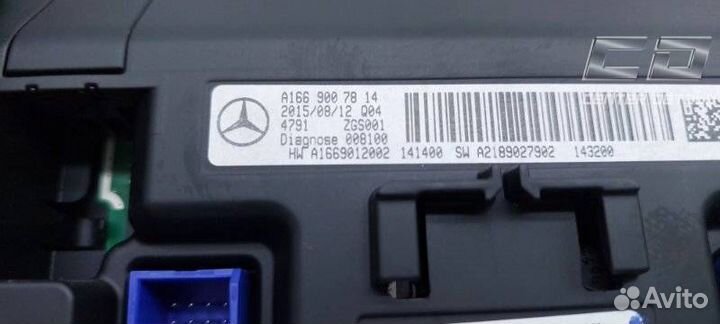 A166 900 78 14
2015/08/12 Q04
4791 ZGS001
Diagnose 008100
HW A1669012002 141400 SW A2189027902 143200
Avito